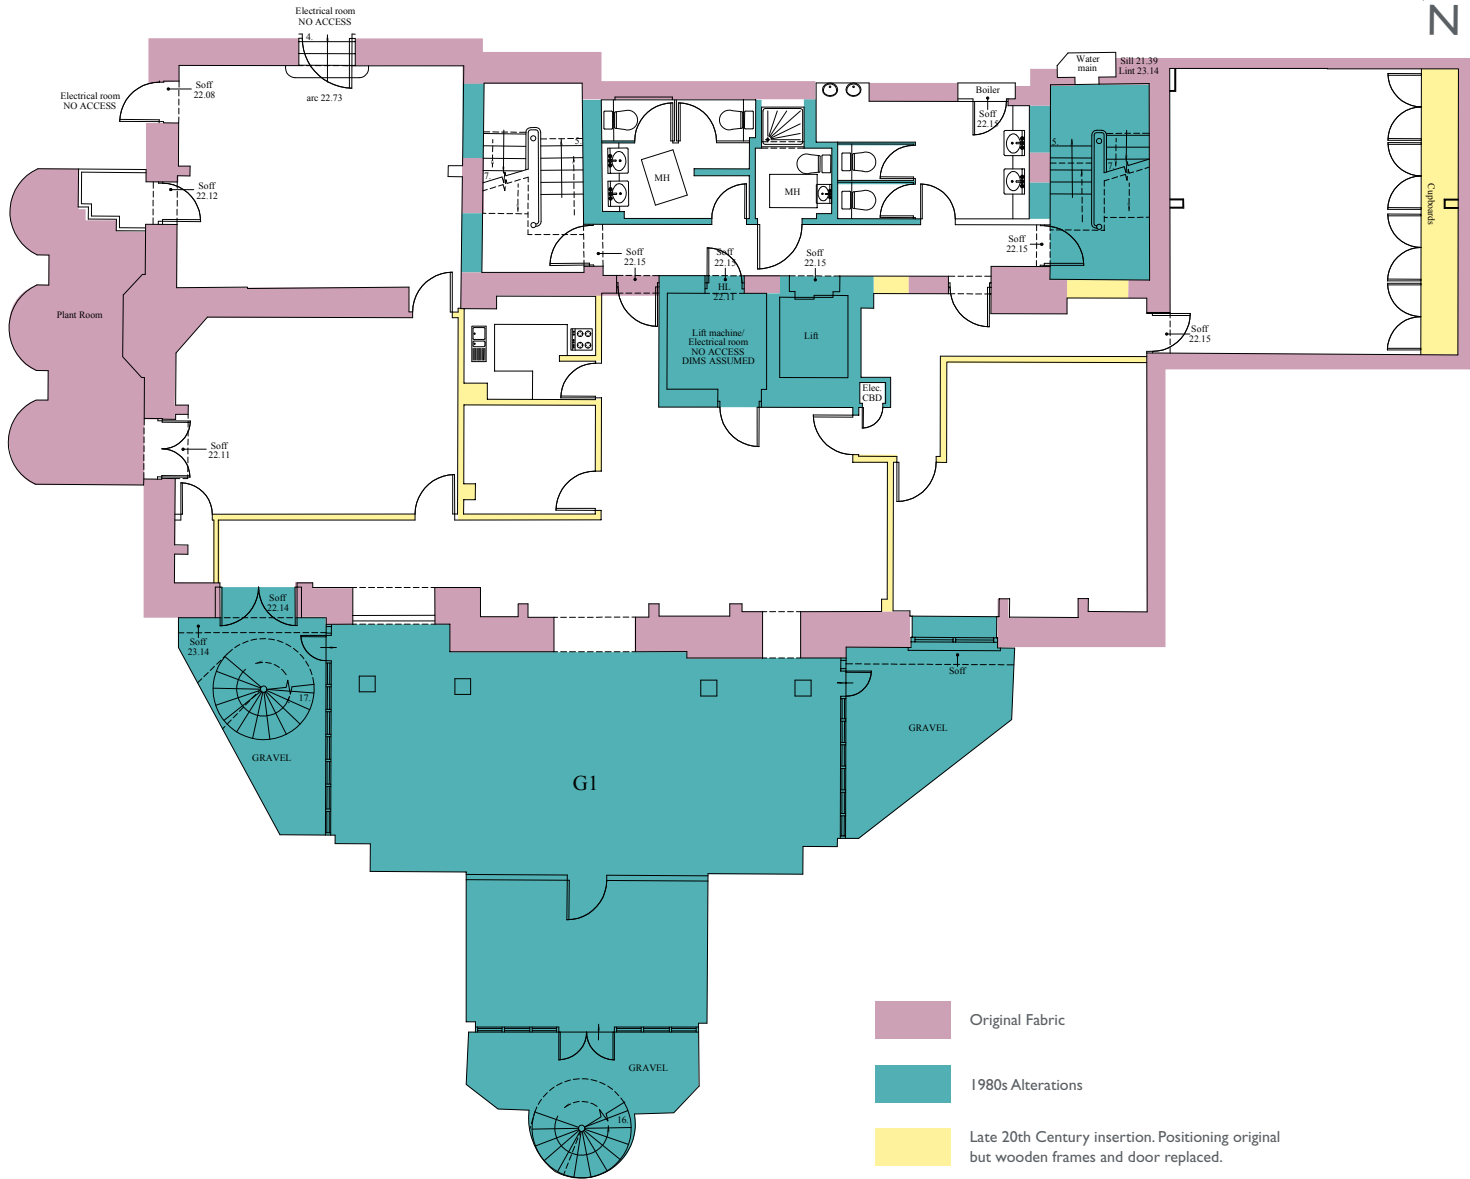 Electrical room
NO ACCESS
4.
N
Electrical room
NO ACCESS
Soff
22.08
arc 22.73
Water
main
Sill 21.39
Lint 23.14
Boiler
Soff
22.15
5.
7.
MH
MH
5.
7.
Cupboards
Soff
22.12
Soff
22.15
Soff
22.15
HL
22.11
Soff
22.15
Soff
22.15
Plant Room
Lift machine/
Electrical room
NO ACCESS
DIMS ASSUMED
Lift
Soff
22.15
Elec.
CBD
Soff
22.11
Soff
22.14
Soff
23.14
Soff
17.
GRAVEL
GRAVEL
G1
GRAVEL
16.
Original Fabric
1980s Alterations
Late 20th Century insertion. Positioning original
but wooden frames and door replaced.